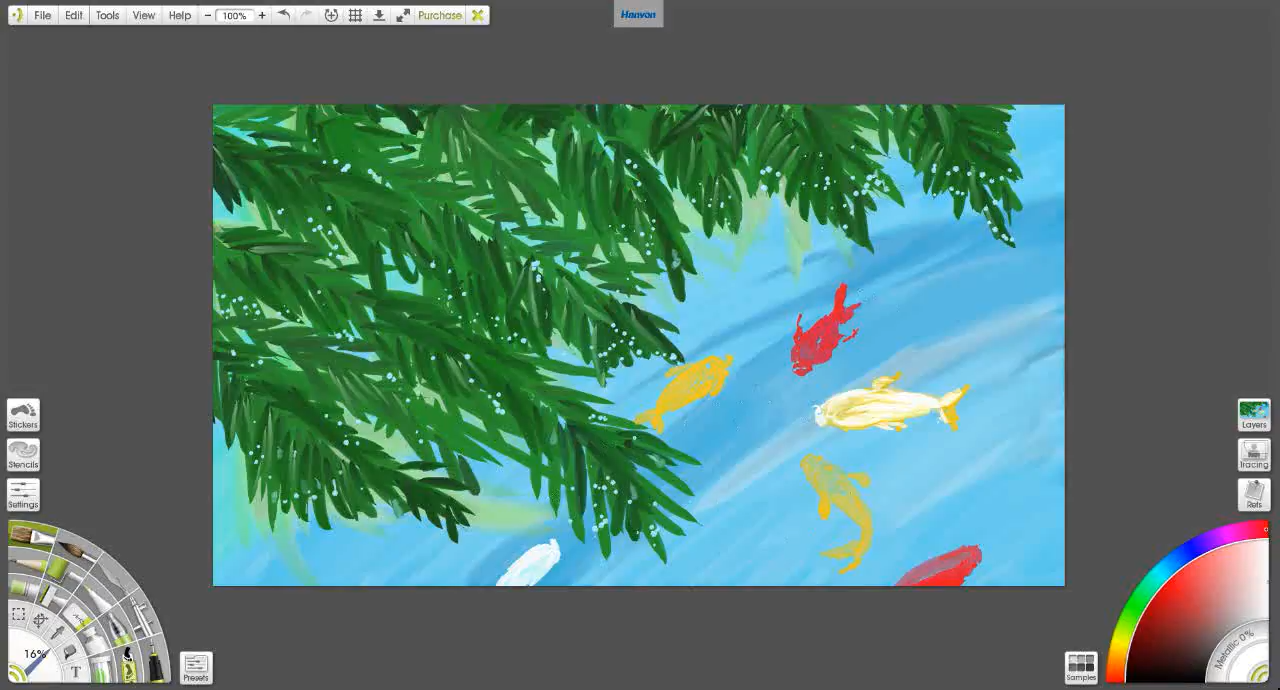 File Edit Tools View Help − 100% + Purchase
Hanvon
Stickers
Stencils
Settings
16%
T
Presets
Layers
Tracing
Refs
Metallic 0%
Samples